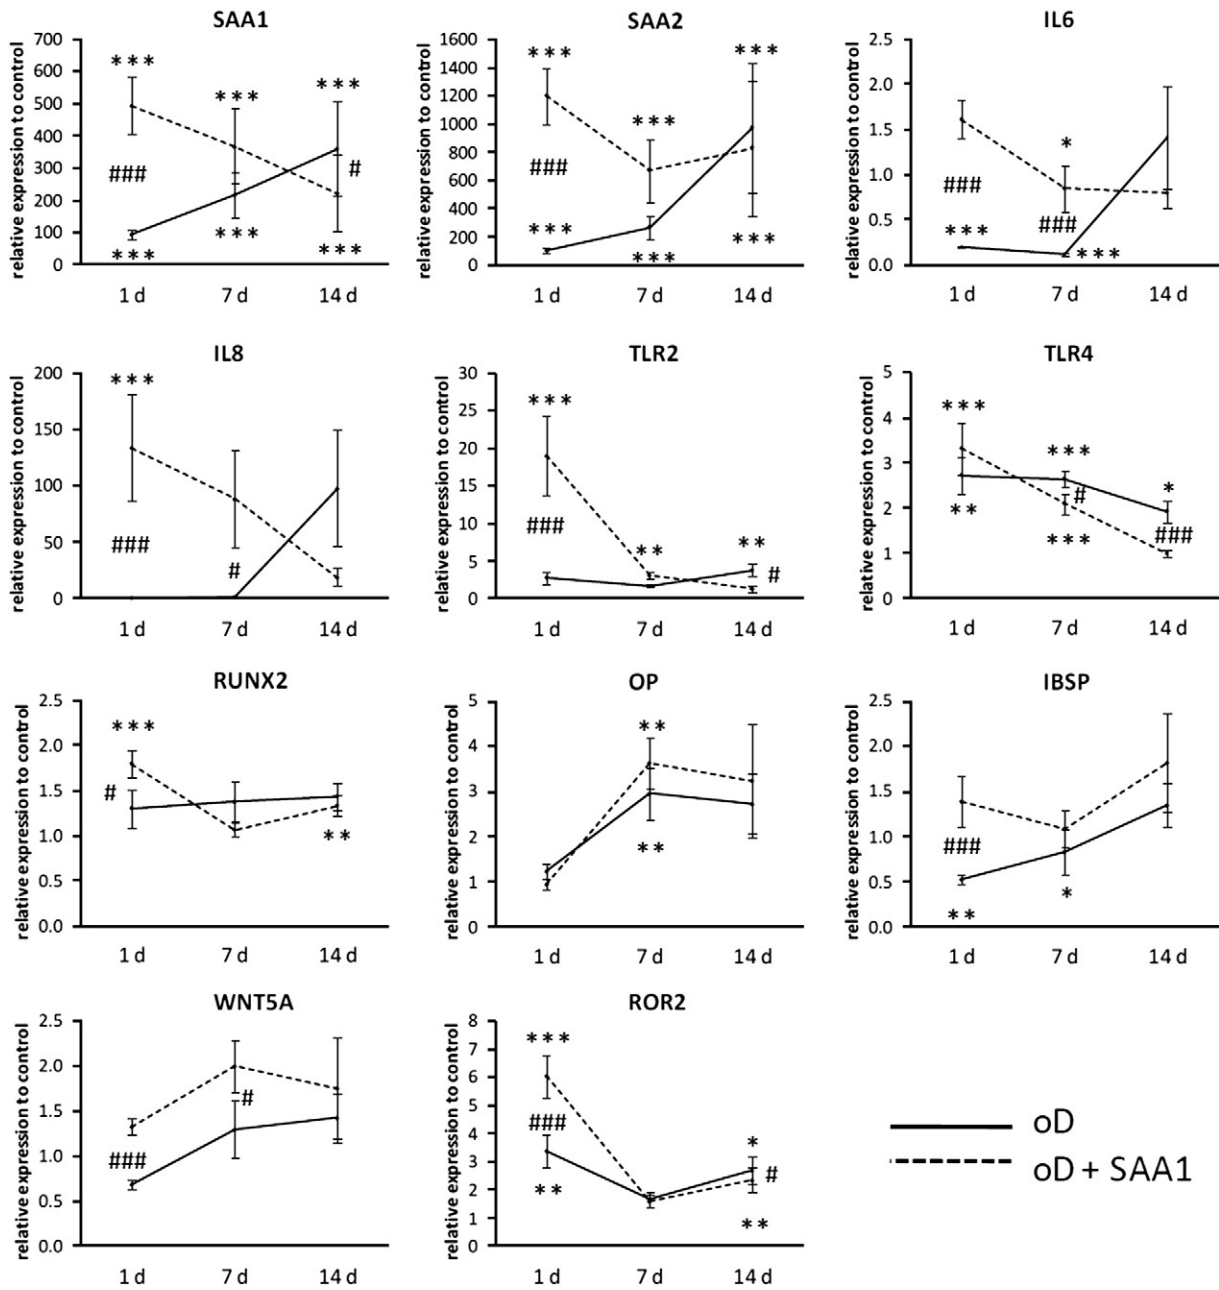 SAA1
relative expression to control
700
600
500
400
300
200
100
0
***
***
***
###
#
***
***
***
1 d
7 d
14 d
SAA2
relative expression to control
1600
1400
1200
1000
800
600
400
200
0
***
***
***
###
***
***
***
1 d
7 d
14 d
IL6
relative expression to control
2.5
2.0
1.5
1.0
0.5
0.0
*
###
###
***
***
1 d
7 d
14 d
IL8
relative expression to control
200
150
100
50
0
***
###
#
1 d
7 d
14 d
TLR2
relative expression to control
30
25
20
15
10
5
0
***
###
**
**
#
1 d
7 d
14 d
TLR4
relative expression to control
5
4
3
2
1
0
***
***
*
#
**
***
###
1 d
7 d
14 d
RUNX2
relative expression to control
2.5
2.0
1.5
1.0
0.5
0.0
***
#
**
1 d
7 d
14 d
OP
relative expression to control
5
4
3
2
1
0
**
**
1 d
7 d
14 d
IBSP
relative expression to control
2.5
2.0
1.5
1.0
0.5
0.0
###
**
*
1 d
7 d
14 d
WNT5A
relative expression to control
2.5
2.0
1.5
1.0
0.5
0.0
###
#
1 d
7 d
14 d
ROR2
relative expression to control
8
7
6
5
4
3
2
1
0
***
###
**
*
#
**
1 d
7 d
14 d
oD
oD + SAA1